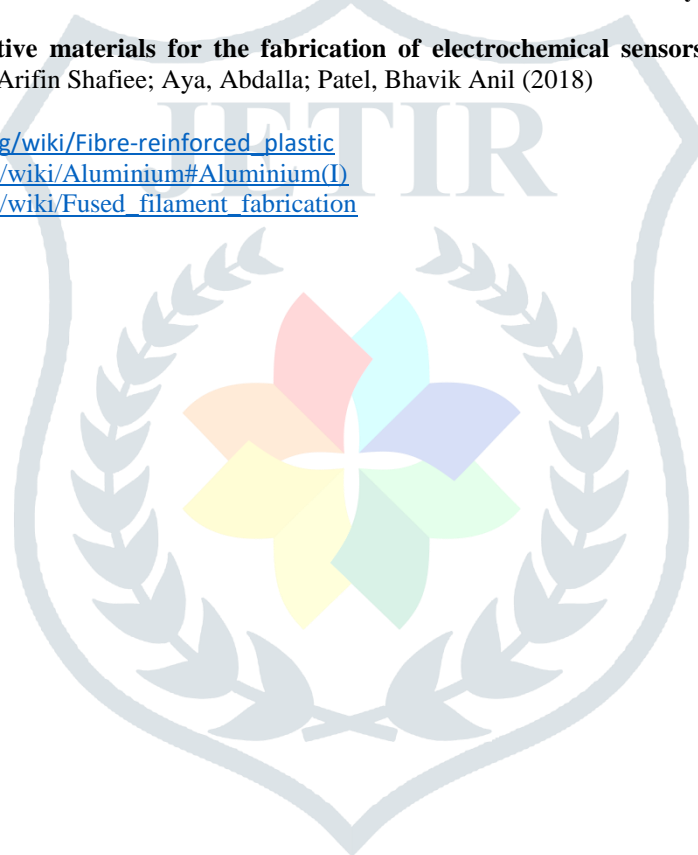 tive materials for the fabrication of electrochemical sensors
Arifin Shafiee; Aya, Abdalla; Patel, Bhavik Anil (2018)
g/wiki/Fibre-reinforced_plastic
/wiki/Aluminium#Aluminium(I)
/wiki/Fused_filament_fabrication
JETIR